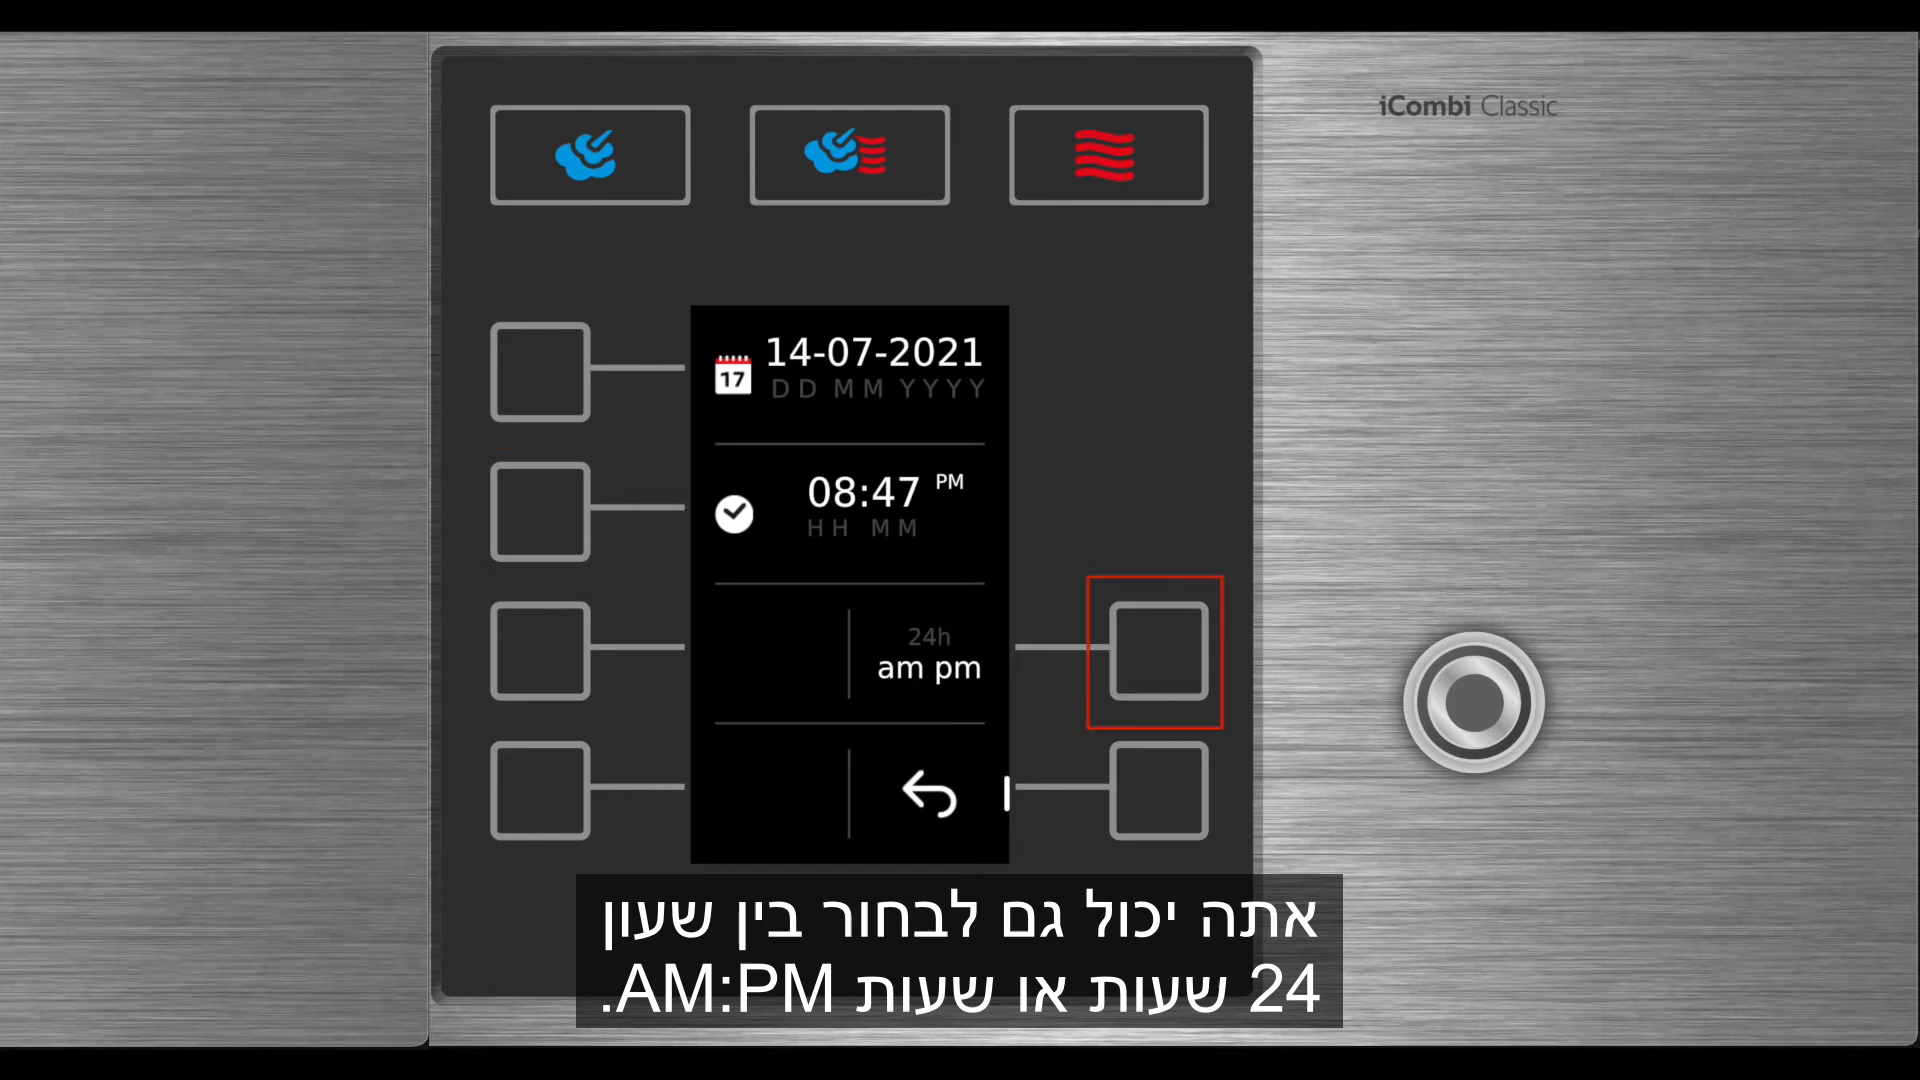 iCombi Classic
17
14-07-2021
DD MM YYYY
08:47 PM
HH MM
24h
am pm
אתה יכול גם לבחור בין שעון
24 שעות או שעות AM:PM.